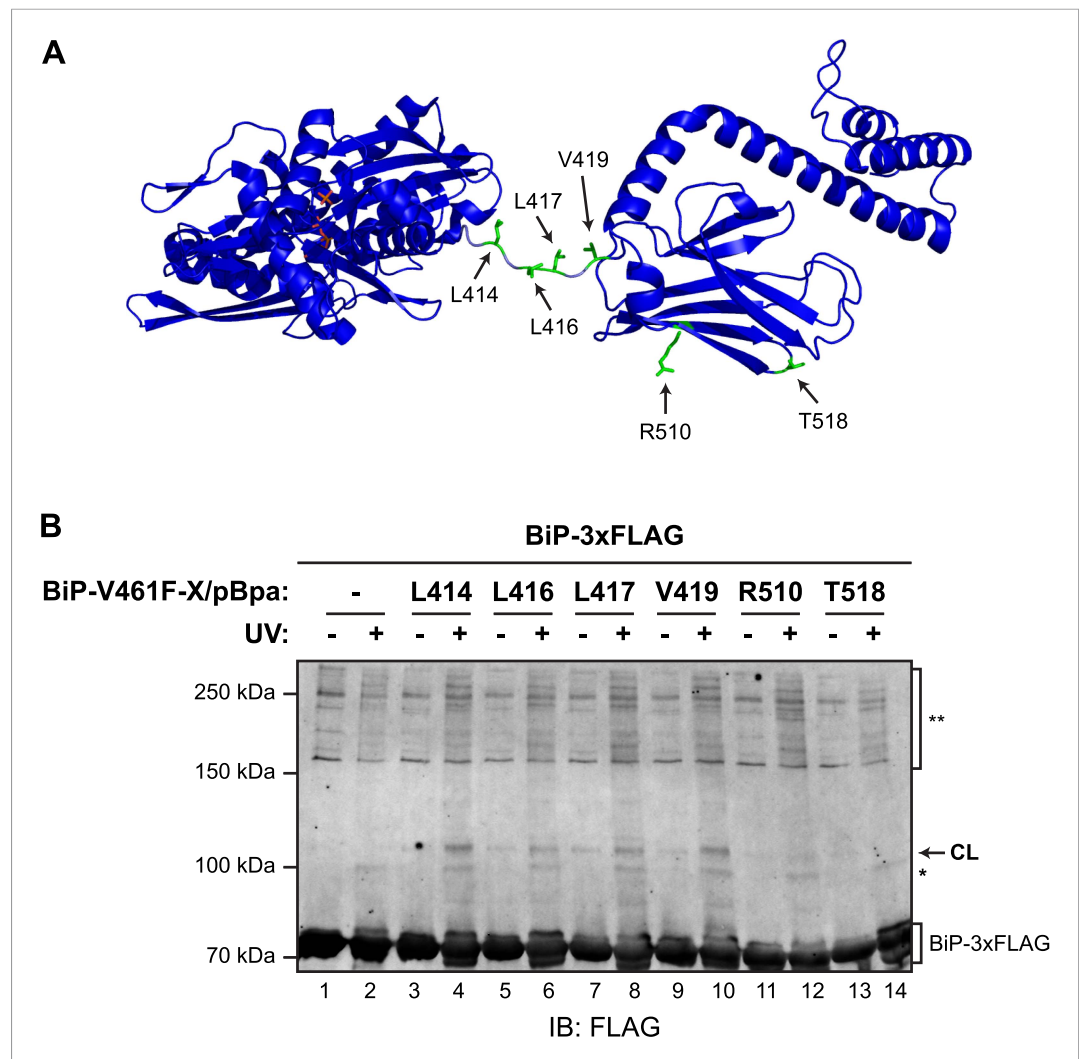 A
V419
L417
L414
L416
R510
T518
B
BiP-3xFLAG
BiP-V461F-X/pBpa: - L414 L416 L417 V419 R510 T518
UV: - + - + - + - + - + - + - +
250 kDa
**
150 kDa
CL
100 kDa
*
BiP-3xFLAG
70 kDa
1 2 3 4 5 6 7 8 9 10 11 12 13 14
IB: FLAG